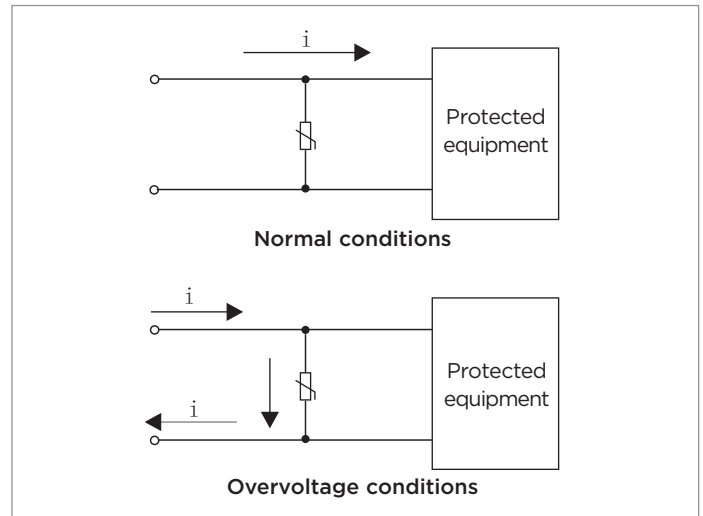 i
Protected
equipment
Normal conditions
i
Protected
equipment
i
Overvoltage conditions